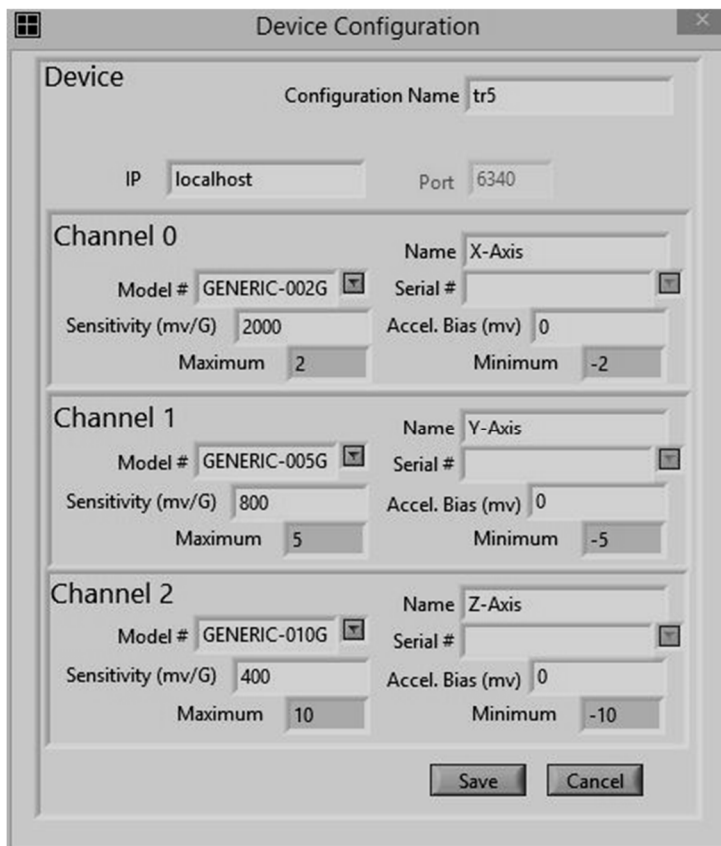 Device Configuration
Device
Configuration Name tr5
IP localhost Port 6340
Channel 0
Name X-Axis
Model # GENERIC-002G Serial #
Sensitivity (mv/G) 2000 Accel. Bias (mv) 0
Maximum 2 Minimum -2
Channel 1
Name Y-Axis
Model # GENERIC-005G Serial #
Sensitivity (mv/G) 800 Accel. Bias (mv) 0
Maximum 5 Minimum -5
Channel 2
Name Z-Axis
Model # GENERIC-010G Serial #
Sensitivity (mv/G) 400 Accel. Bias (mv) 0
Maximum 10 Minimum -10
Save Cancel